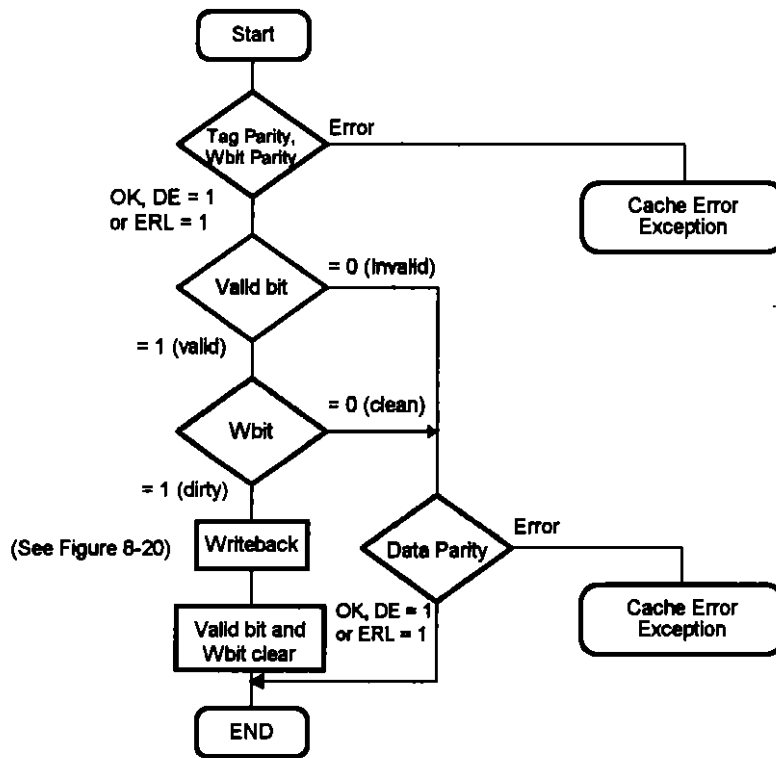 Start
Tag Parity,
Wbit Parity
Error
OK, DE = 1
or ERL = 1
Cache Error
Exception
Valid bit
= 0 (invalid)
= 1 (valid)
Wbit
= 0 (clean)
= 1 (dirty)
(See Figure 8-20)
Writeback
Data Parity
Error
Valid bit and
Wbit clear
OK, DE = 1
or ERL = 1
Cache Error
Exception
END